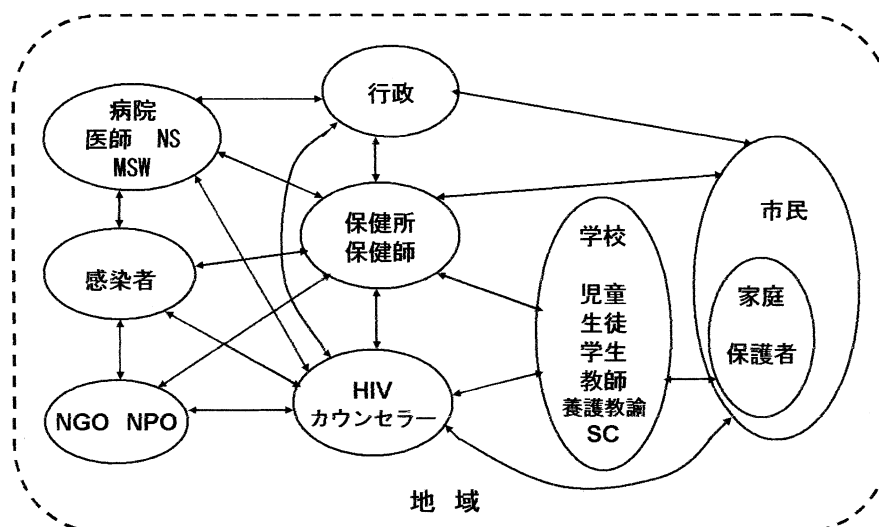 行政
病院
医師 NS
MSW
保健所
保健師
市民
学校
児童
生徒
学生
教師
養護教諭
SC
家庭
保護者
感染者
HIV
カウンセラー
NGO NPO
地 域